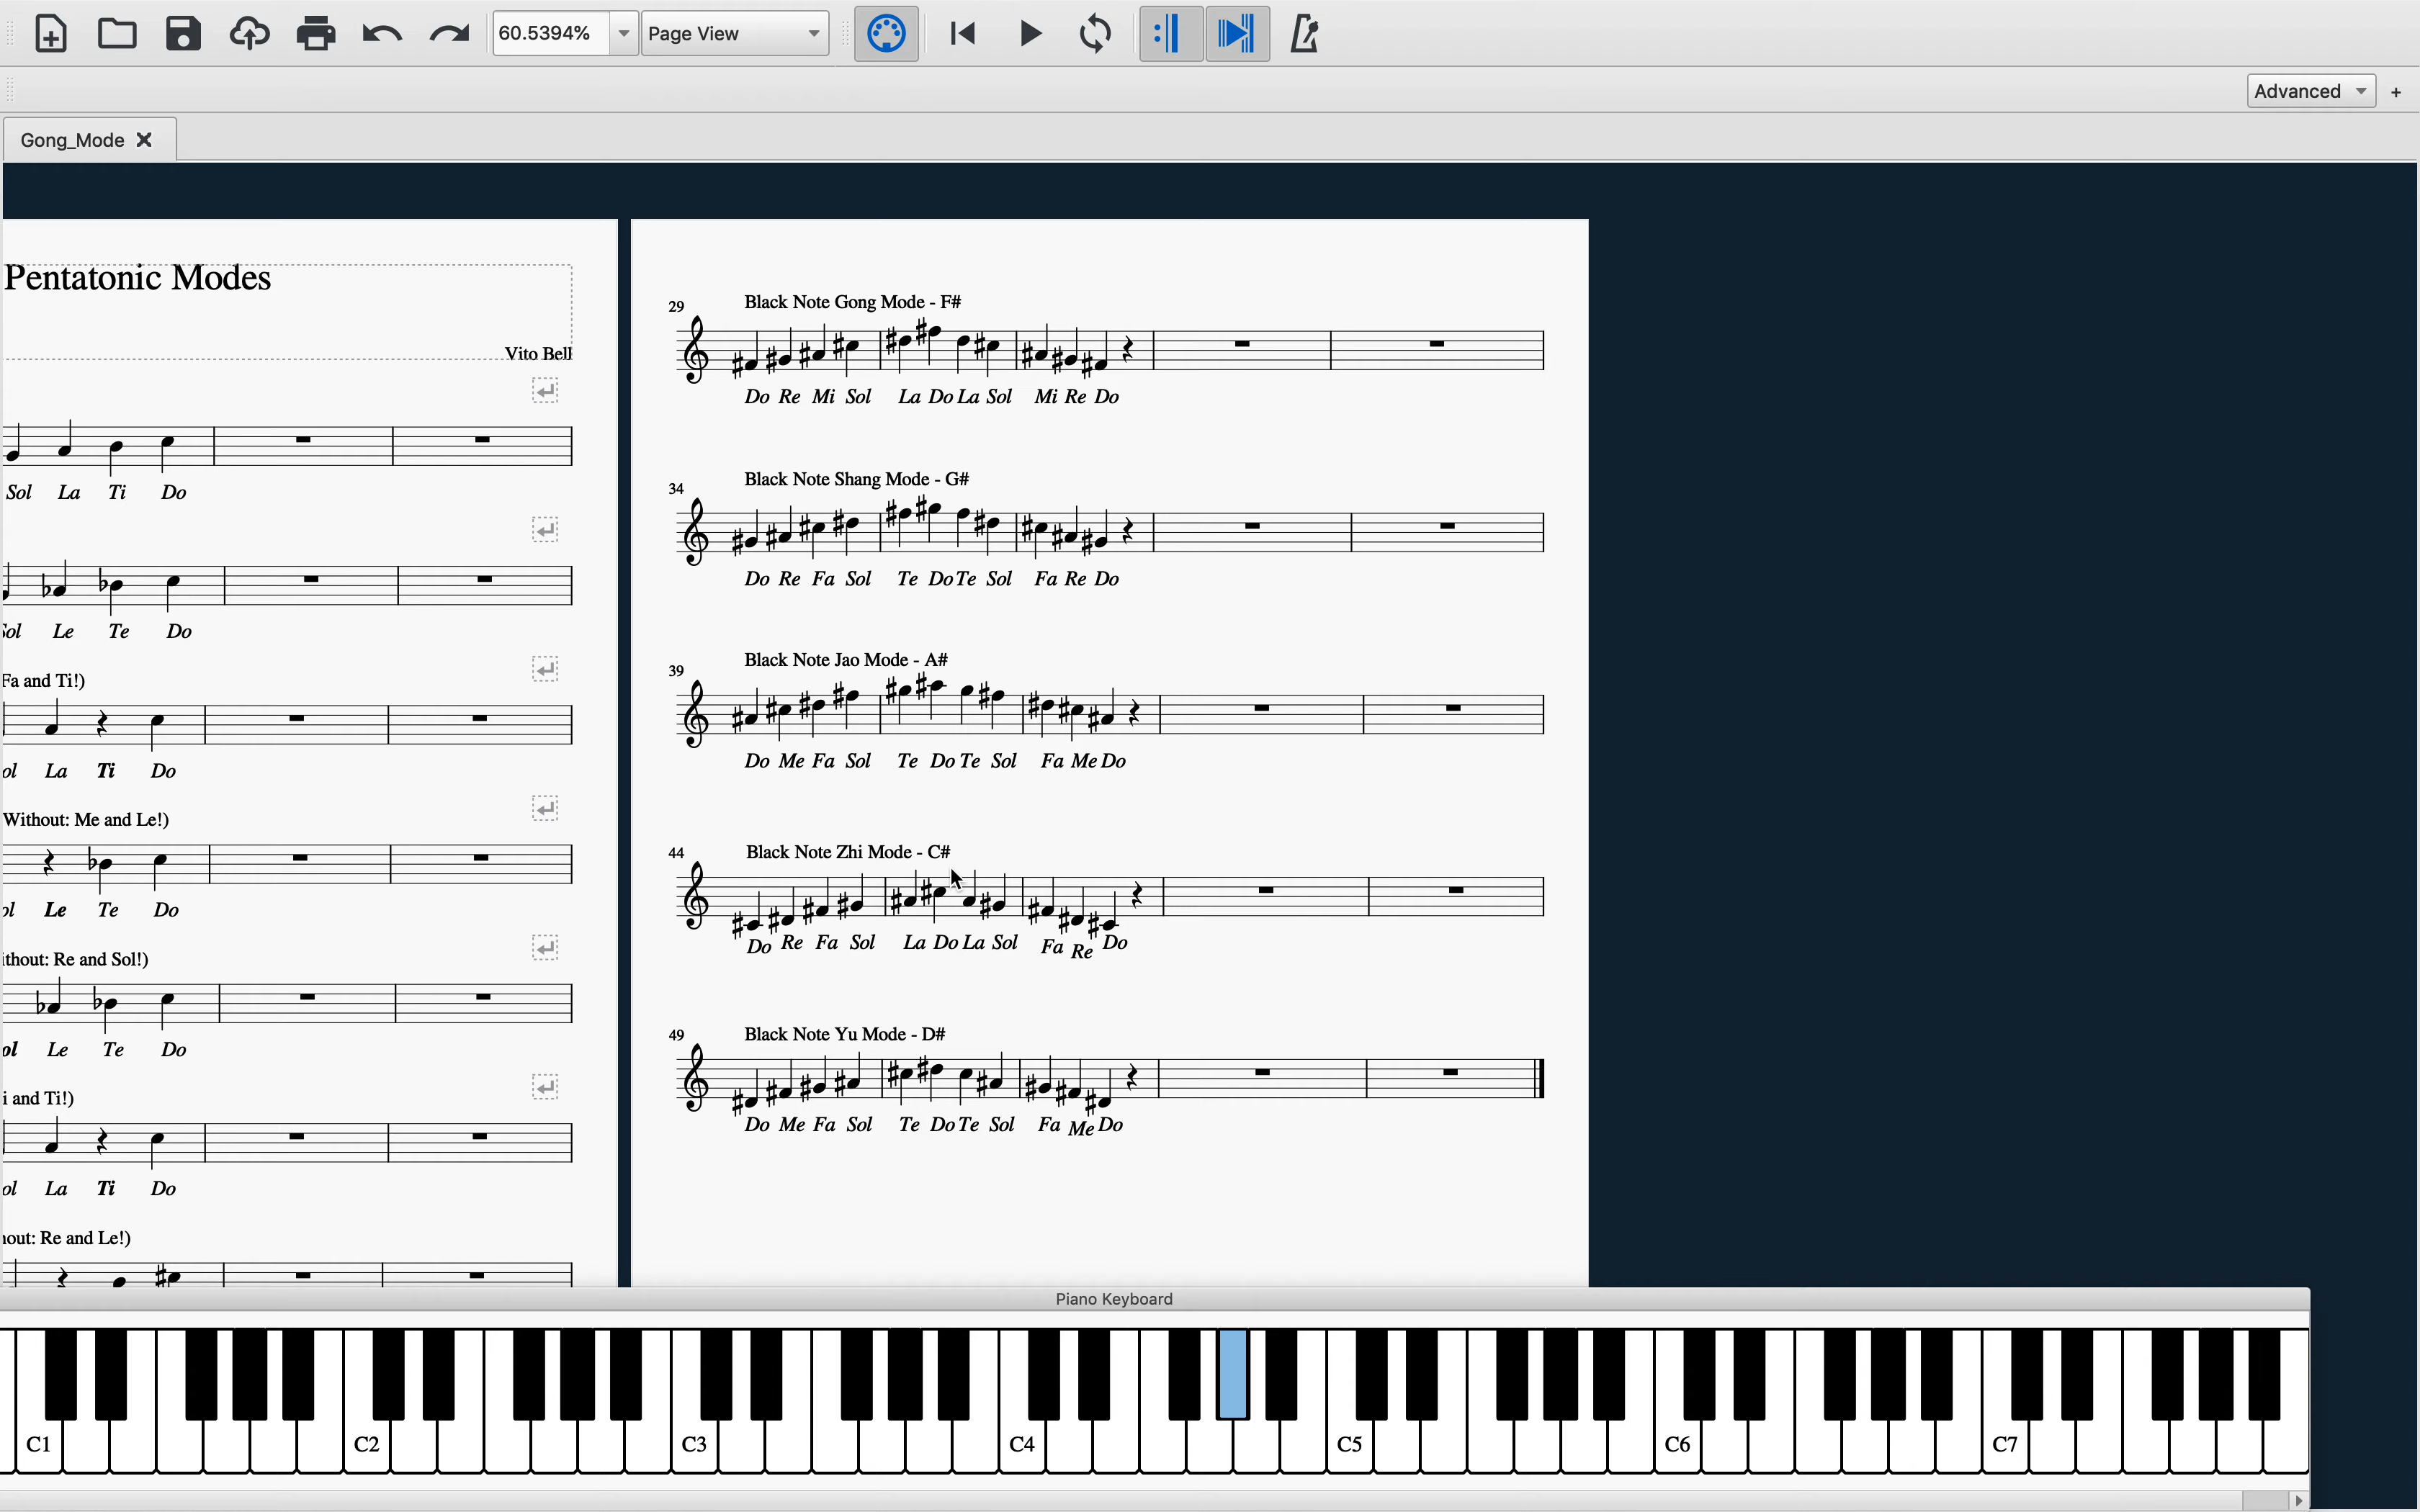 60.5394%
Page View
Advanced
+
Gong_Mode
Pentatonic Modes
Vito Bell
Sol La Ti Do
Le Te Do
Fa and Ti!)
La Ti Do
Without: Me and Le!)
Le Te Do
ithout: Re and Sol!)
Le Te Do
i and Ti!)
La Ti Do
out: Re and Le!)
29
Black Note Gong Mode - F#
Do Re Mi Sol La Do La Sol Mi Re Do
34
Black Note Shang Mode - G#
Do Re Fa Sol Te Do Te Sol Fa Re Do
39
Black Note Jao Mode - A#
Do Me Fa Sol Te Do Te Sol Fa Me Do
44
Black Note Zhi Mode - C#
Do Re Fa Sol La Do La Sol Fa Re Do
49
Black Note Yu Mode - D#
Do Me Fa Sol Te Do Te Sol Fa Me Do
Piano Keyboard
C1 C2 C3 C4 C5 C6 C7